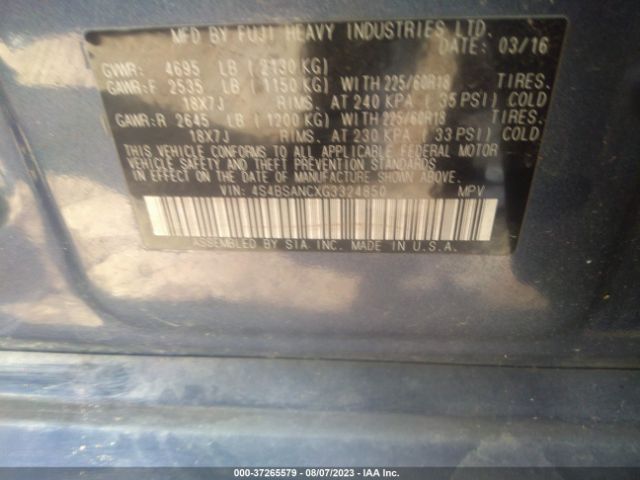 MFD BY FUJI HEAVY INDUSTRIES LTD.
DATE: 03/16
GVWR: 4695 LB (2130 KG)
GAWR:F 2535 LB (1150 KG) WITH 225/60R18 TIRES.
18X7J RIMS. AT 240 KPA (35 PSI) COLD
GAWR:R 2645 LB (1200 KG) WITH 225/60R18 TIRES.
18X7J RIMS. AT 230 KPA (33 PSI) COLD
THIS VEHICLE CONFORMS TO ALL APPLICABLE FEDERAL MOTOR
VEHICLE SAFETY AND THEFT PREVENTION STANDARDS
IN EFFECT ON THE DATE OF MANUFACTURE SHOWN ABOVE.
VIN: 4S4BSANCXG3324850 MPV
ASSEMBLED BY SIA INC. MADE IN U.S.A.
000-37265579 - 08/07/2023 - IAA Inc.